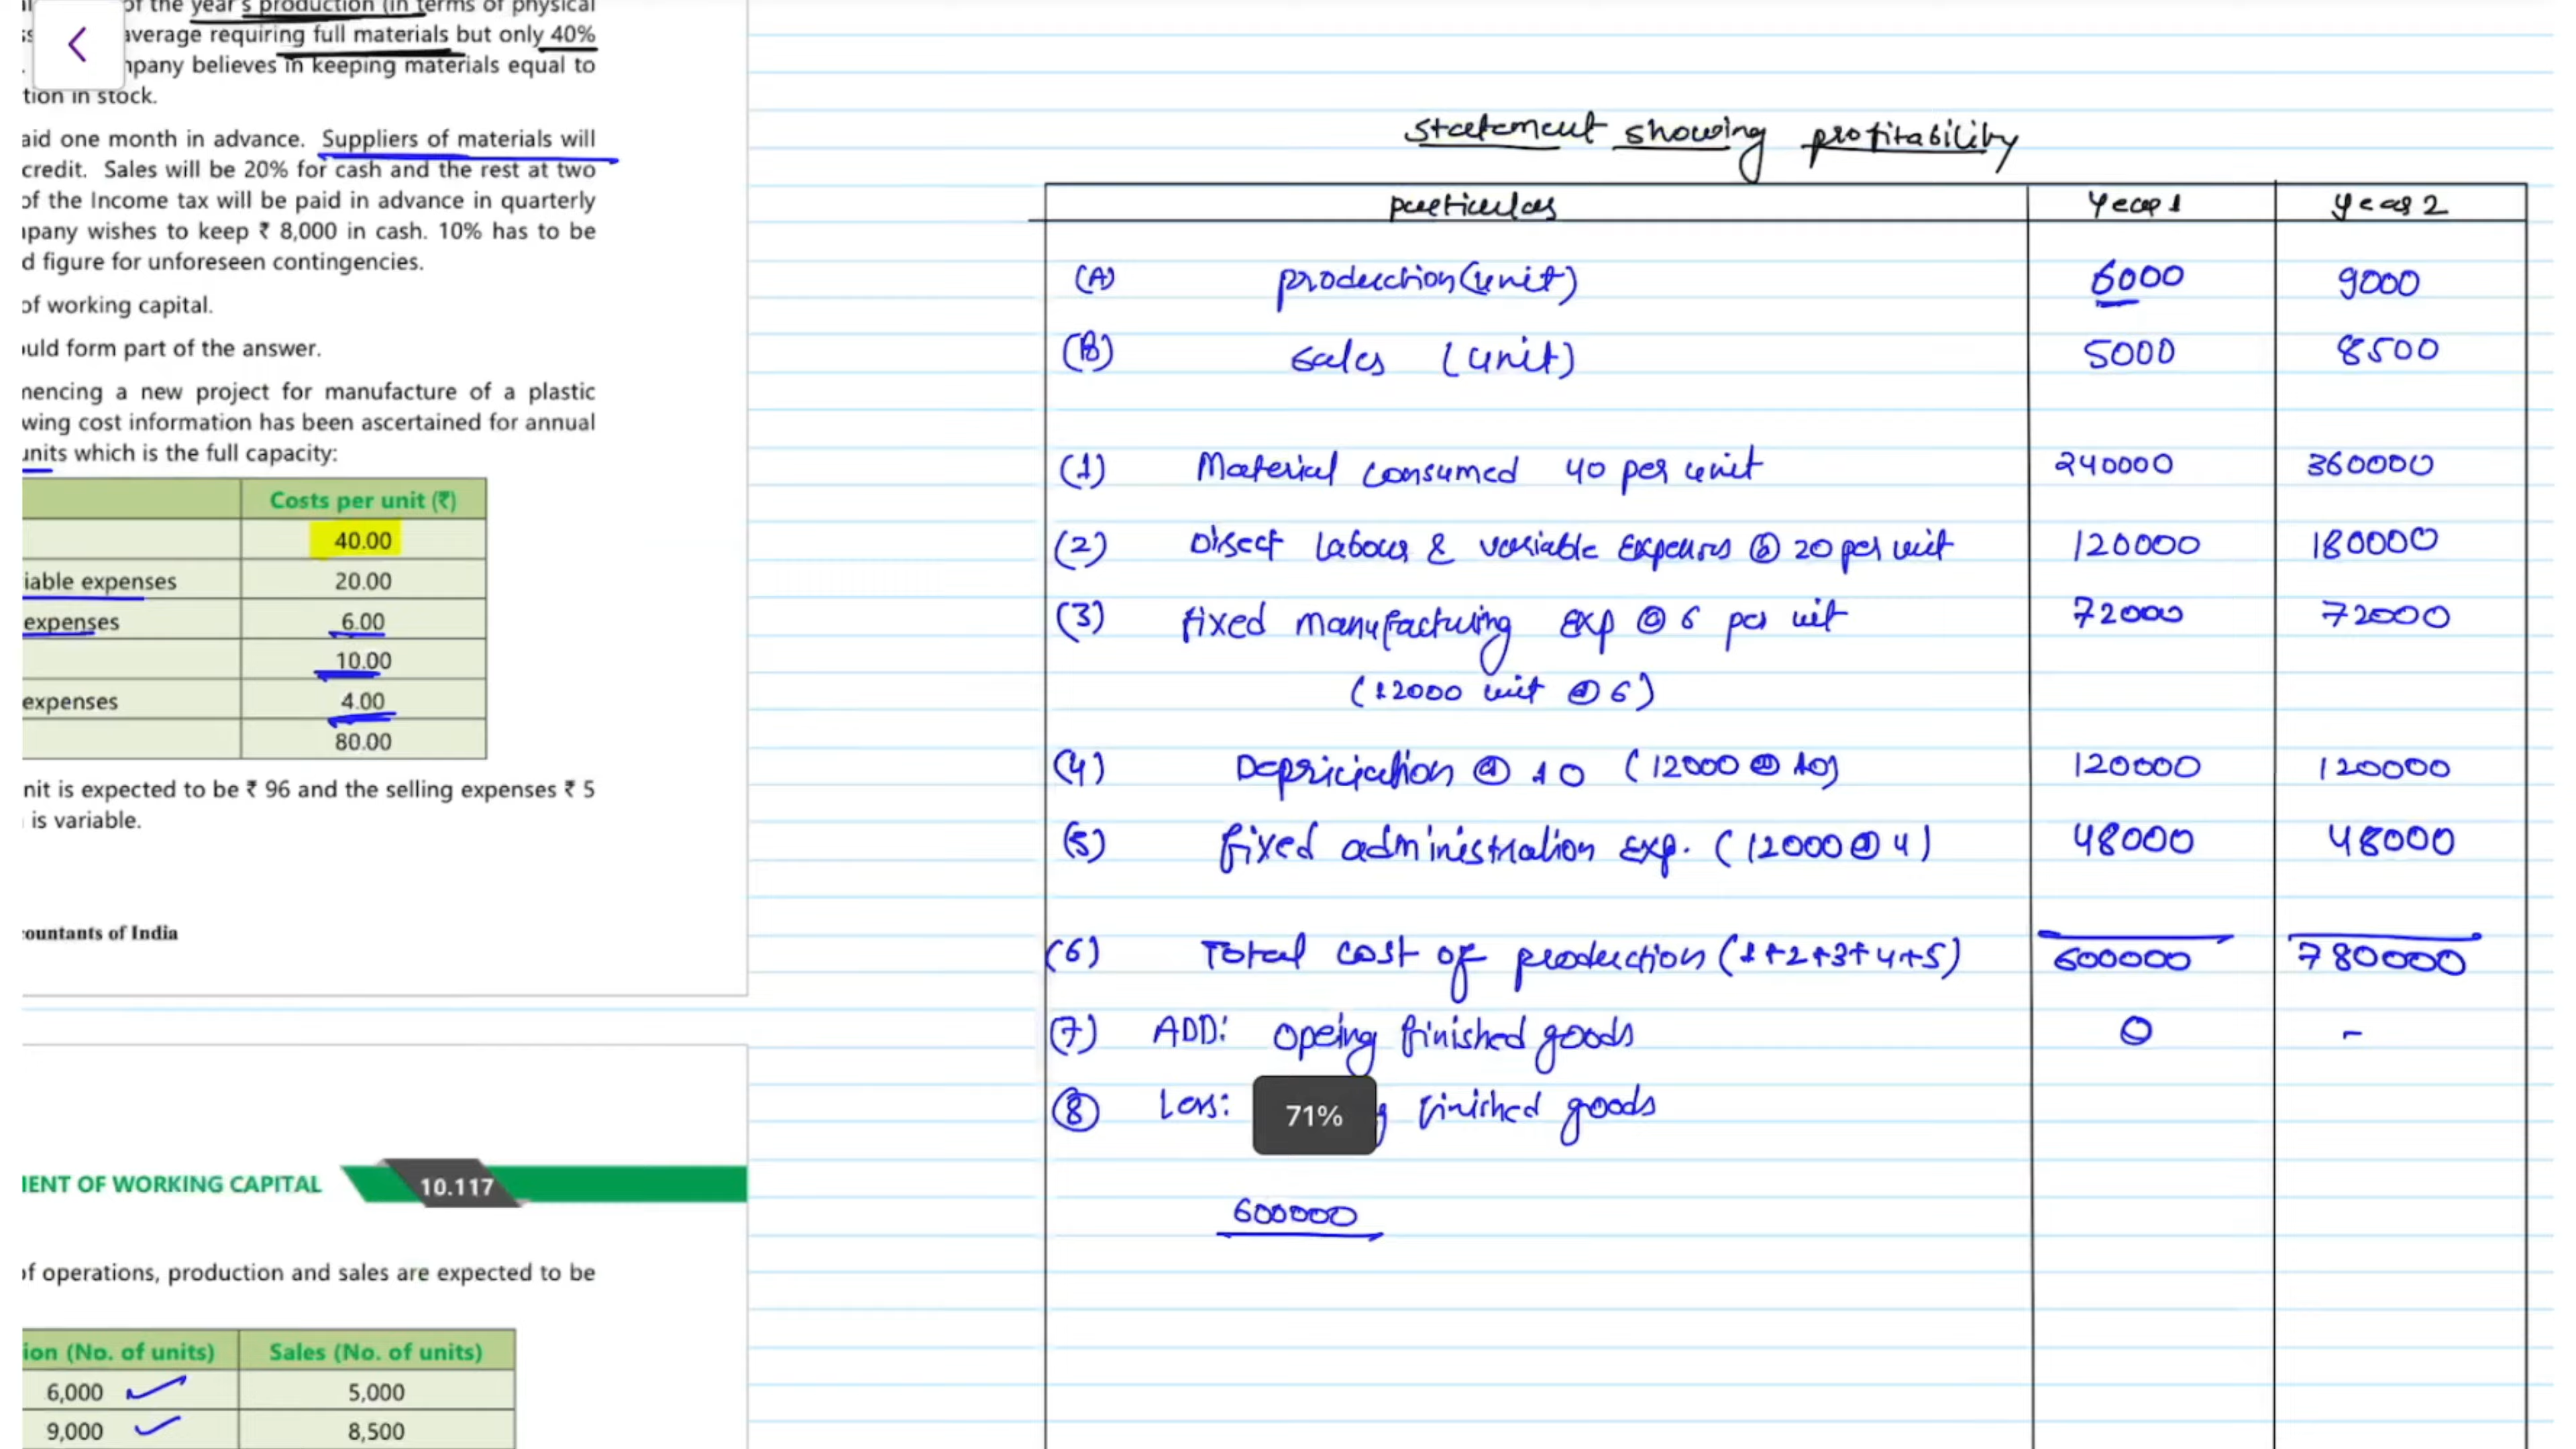 of the year's production (in terms of physical
average requiring full materials but only 40%
company believes in keeping materials equal to
tion in stock.
aid one month in advance. Suppliers of materials will
credit. Sales will be 20% for cash and the rest at two
of the Income tax will be paid in advance in quarterly
pany wishes to keep ₹ 8,000 in cash. 10% has to be
d figure for unforeseen contingencies.
of working capital.
uld form part of the answer.
mencing a new project for manufacture of a plastic
wing cost information has been ascertained for annual
units which is the full capacity:
Costs per unit (₹)
40.00
iable expenses 20.00
expenses 6.00
10.00
expenses 4.00
80.00
nit is expected to be ₹ 96 and the selling expenses ₹ 5
is variable.
countants of India
MENT OF WORKING CAPITAL 10.117
of operations, production and sales are expected to be
ion (No. of units) Sales (No. of units)
6,000 5,000
9,000 8,500
Statement showing profitability
particulas Year 1 year 2
(A) production(unit) 6000 9000
(B) sales (unit) 5000 8500
(1) Material consumed 40 per unit 240000 360000
(2) Direct labour & variable Expenses @ 20 per unit 120000 180000
(3) fixed manufacturing exp @ 6 per uit 72000 72000
(12000 unit @ 6)
(4) Depriciation @ 10 (12000 @ 10) 120000 120000
(5) fixed administration exp. (12000 @ 4) 48000 48000
(6) Total cost of production (1+2+3+4+5) 600000 780000
(7) ADD: Opeing finished goods 0 -
(8) Less: finished goods
71%
600000